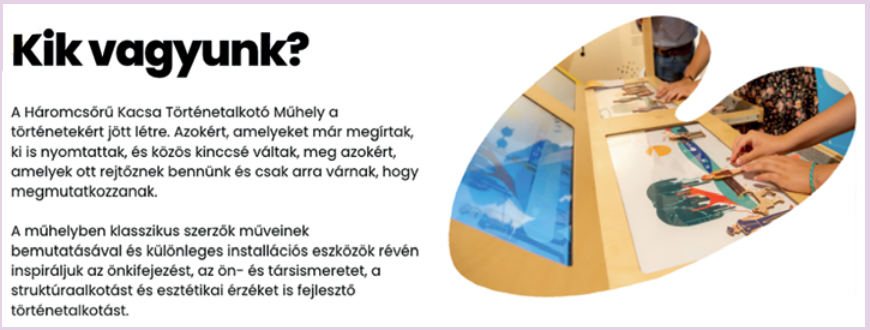 Kik vagyunk?
A Háromcsőrű Kacsa Történetalkotó Műhely a
történetekért jött létre. Azokért, amelyeket már megírtak,
ki is nyomtattak, és közös kinccsé váltak, meg azokért,
amelyek ott rejtőznek bennünk és csak arra várnak, hogy
megmutatkozzanak.
A műhelyben klasszikus szerzők műveinek
bemutatásával és különleges installációs eszközök révén
inspiráljuk az önkifejezést, az ön- és társismeretet, a
struktúraalkotást és esztétikai érzéket is fejlesztő
történetalkotást.